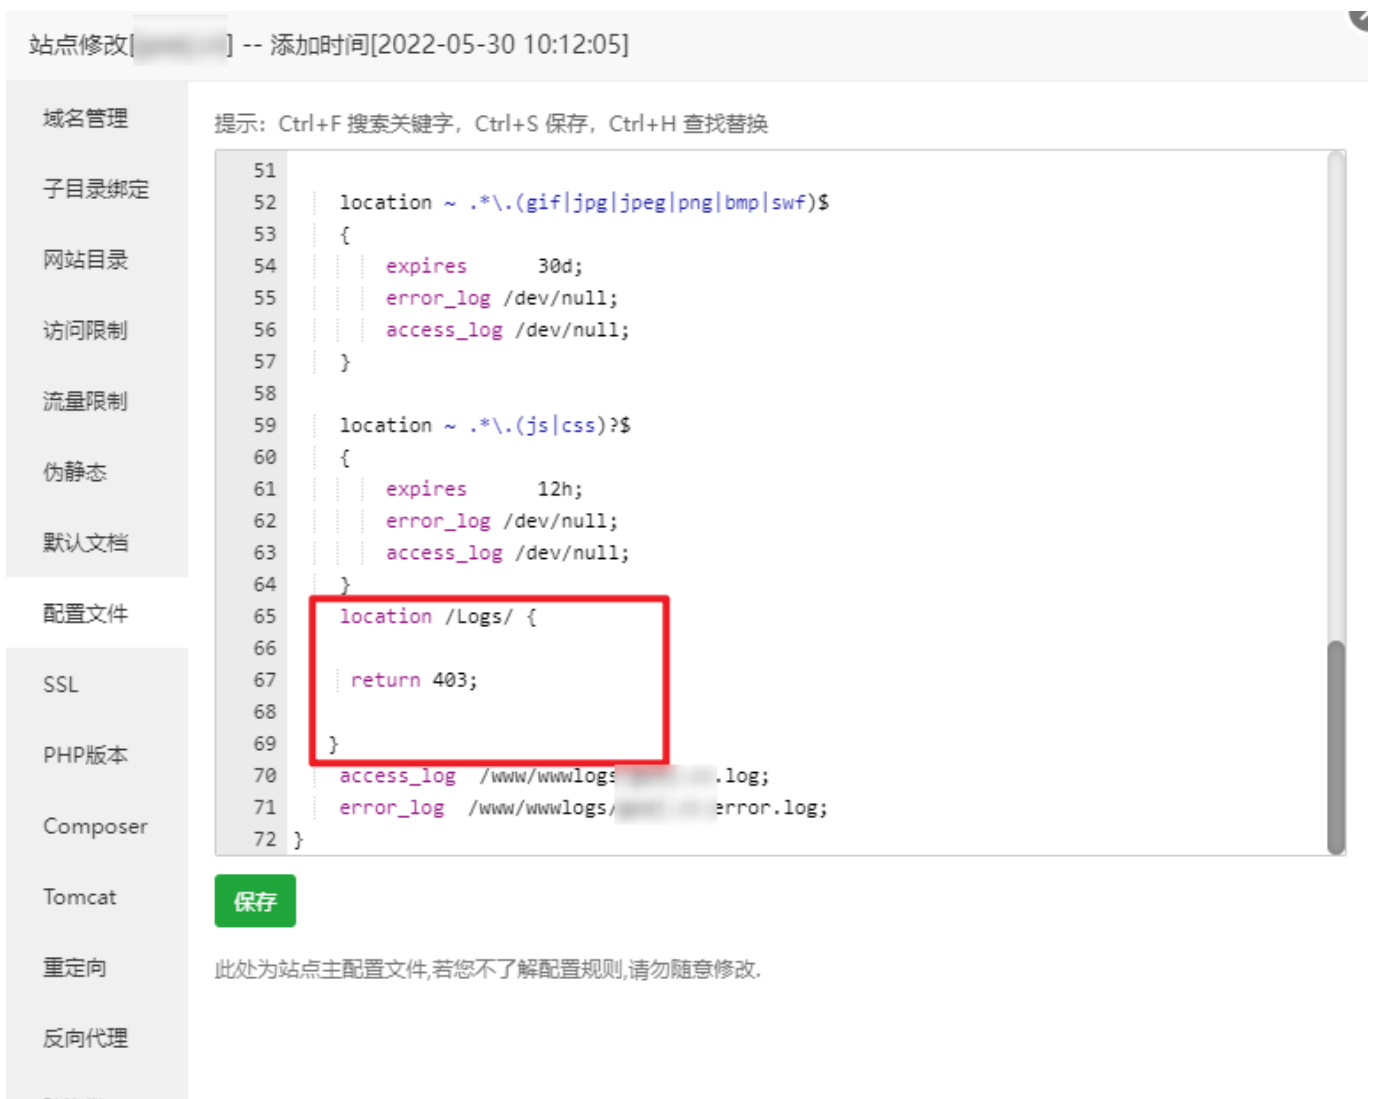 站点修改[ ] -- 添加时间[2022-05-30 10:12:05]
域名管理
子目录绑定
网站目录
访问限制
流量限制
伪静态
默认文档
配置文件
SSL
PHP版本
Composer
Tomcat
重定向
反向代理
提示：Ctrl+F 搜索关键字，Ctrl+S 保存，Ctrl+H 查找替换
51
52 location ~ .*\.(gif|jpg|jpeg|png|bmp|swf)$
53 {
54 expires 30d;
55 error_log /dev/null;
56 access_log /dev/null;
57 }
58
59 location ~ .*\.(js|css)?$
60 {
61 expires 12h;
62 error_log /dev/null;
63 access_log /dev/null;
64 }
65 location /Logs/ {
66
67 return 403;
68
69 }
70 access_log /www/wwwlogs .log;
71 error_log /www/wwwlogs/ error.log;
72 }
保存
此处为站点主配置文件,若您不了解配置规则,请勿随意修改.